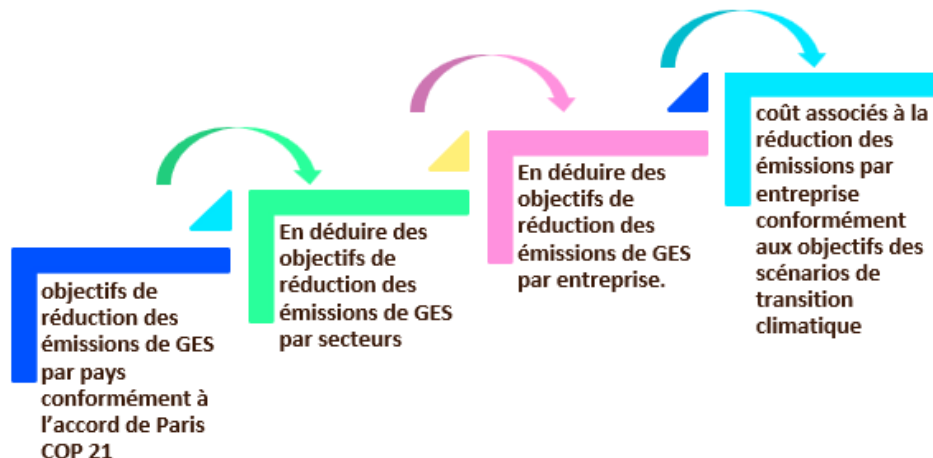 objectifs de
réduction des
émissions de GES
par pays
conformément à
l'accord de Paris
COP 21
En déduire des
objectifs de
réduction des
émissions de GES
par secteurs
En déduire des
objectifs de
réduction des
émissions de GES
par entreprise.
coût associés à la
réduction des
émissions par
entreprise
conformément
aux objectifs des
scénarios de
transition
climatique